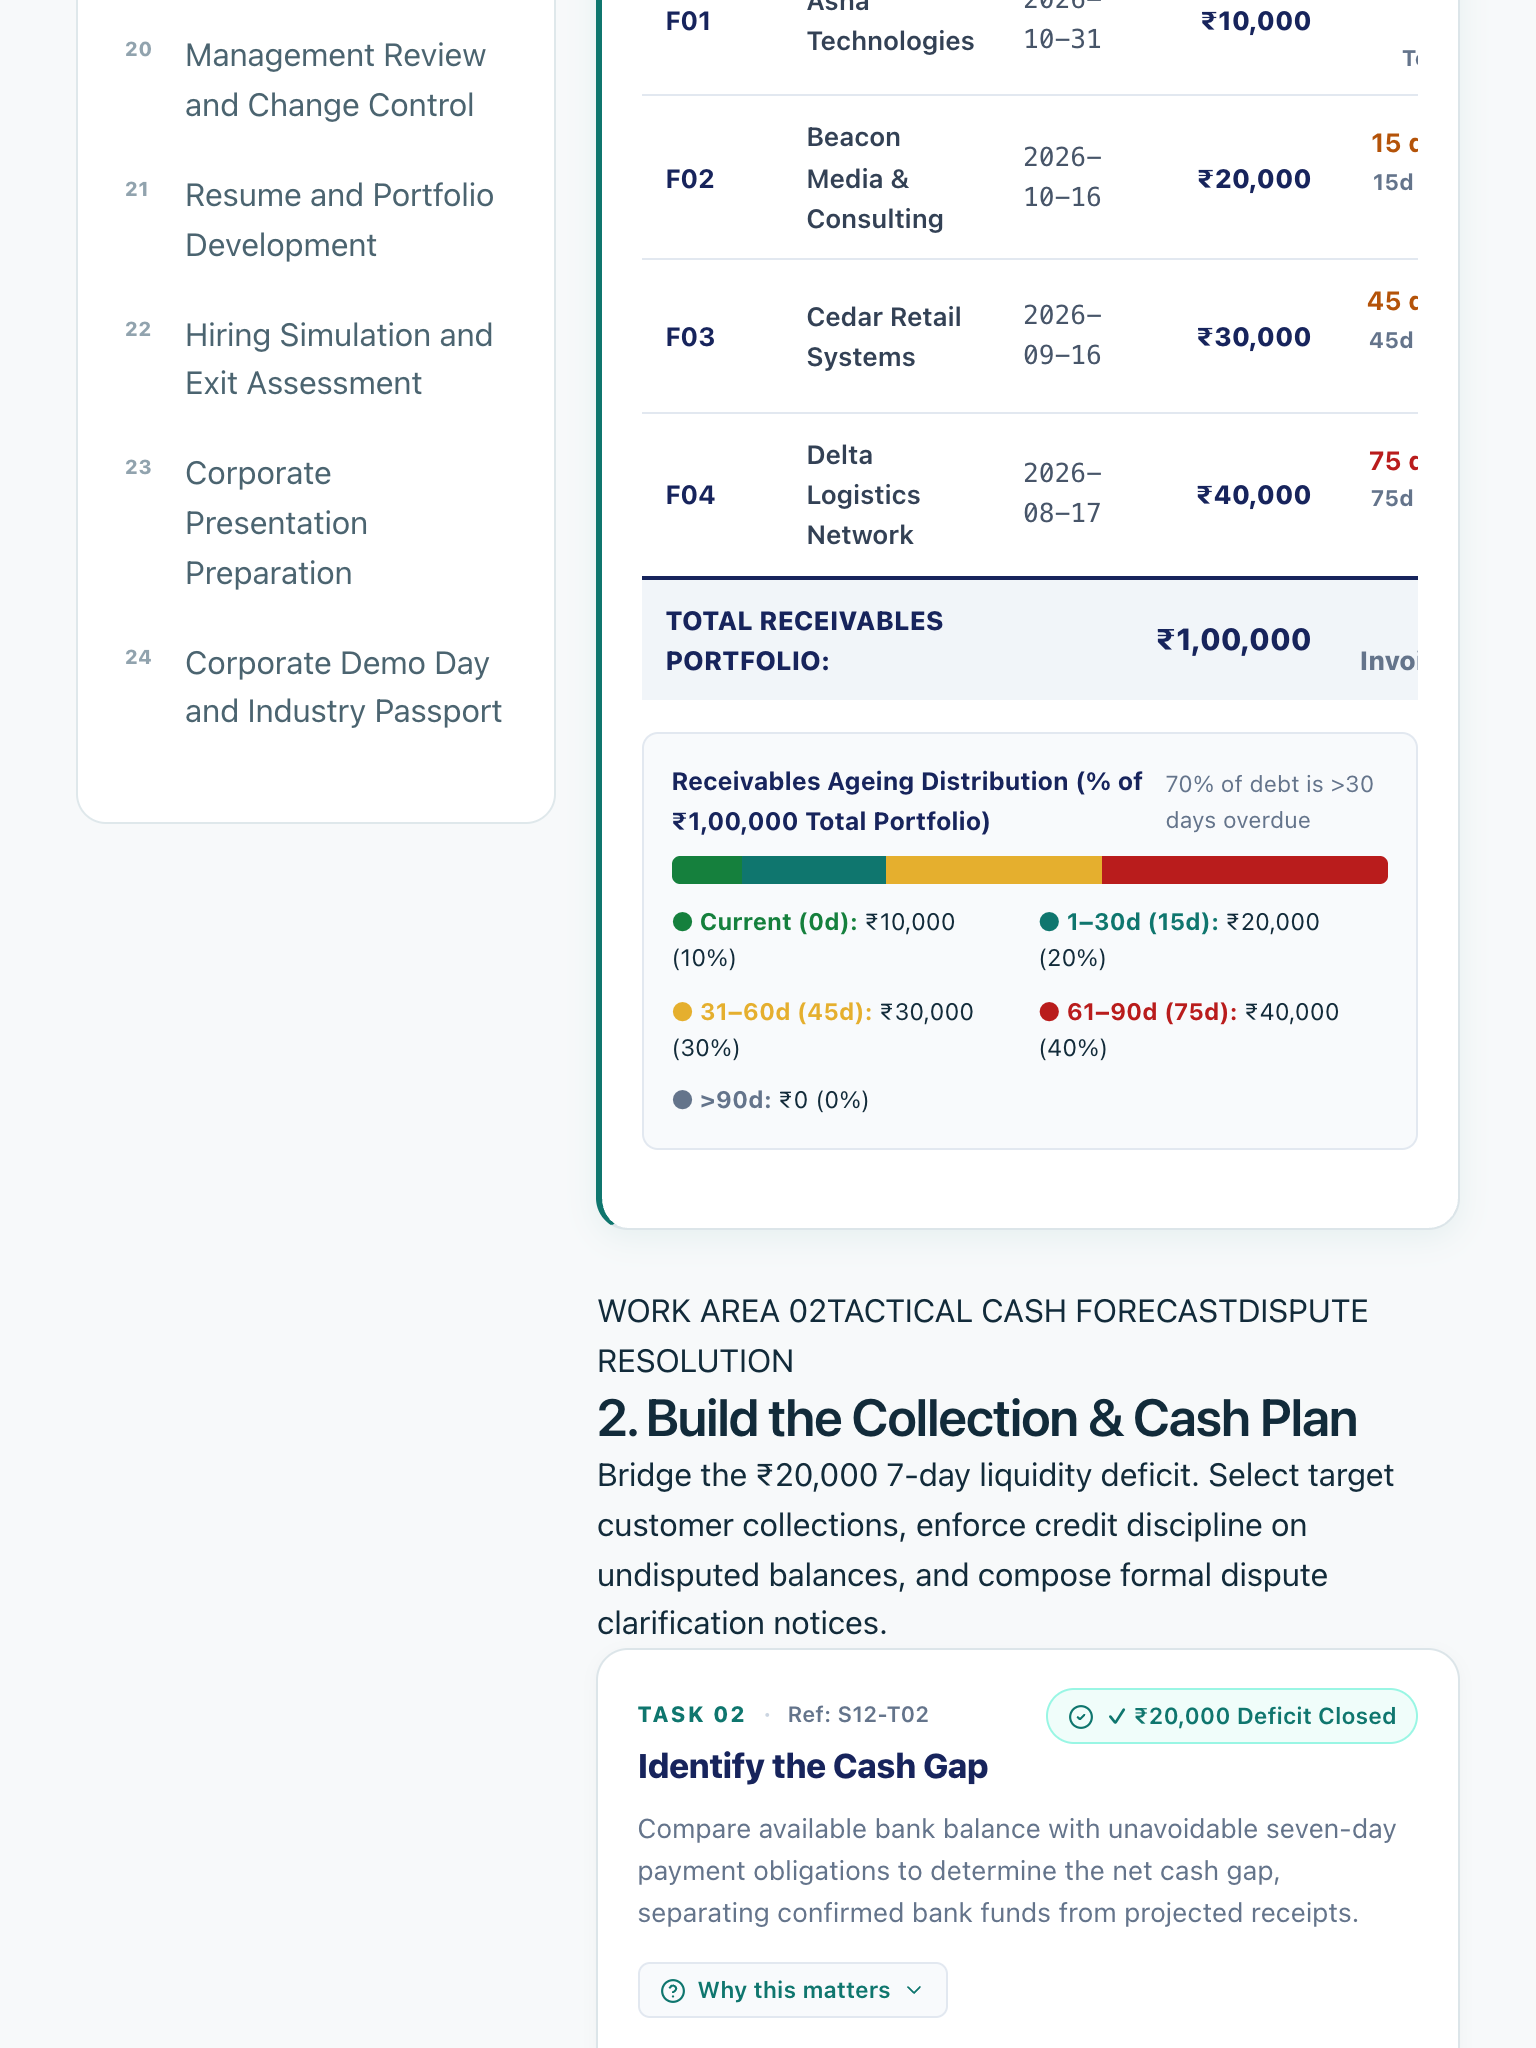 20 Management Review
and Change Control
21 Resume and Portfolio
Development
22 Hiring Simulation and
Exit Assessment
23 Corporate
Presentation
Preparation
24 Corporate Demo Day
and Industry Passport
F01 Technologies 10-31 ₹10,000
Beacon
Media &
Consulting
F02 2026-
10-16 ₹20,000 15d
15
Cedar Retail
Systems
F03 2026-
09-16 ₹30,000 45d
45
Delta
Logistics
Network
F04 2026-
08-17 ₹40,000 75d
75
TOTAL RECEIVABLES
PORTFOLIO: ₹1,00,000
Receivables Ageing Distribution (% of
₹1,00,000 Total Portfolio)
70% of debt is >30
days overdue
Current (0d): ₹10,000
(10%)
1–30d (15d): ₹20,000
(20%)
31–60d (45d): ₹30,000
(30%)
61–90d (75d): ₹40,000
(40%)
>90d: ₹0 (0%)
WORK AREA 02TACTICAL CASH FORECASTDISPUTE
RESOLUTION
2. Build the Collection & Cash Plan
Bridge the ₹20,000 7-day liquidity deficit. Select target
customer collections, enforce credit discipline on
undisputed balances, and compose formal dispute
clarification notices.
TASK 02 · Ref: S12-T02
✓ ₹20,000 Deficit Closed
Identify the Cash Gap
Compare available bank balance with unavoidable seven-day
payment obligations to determine the net cash gap,
separating confirmed bank funds from projected receipts.
Why this matters